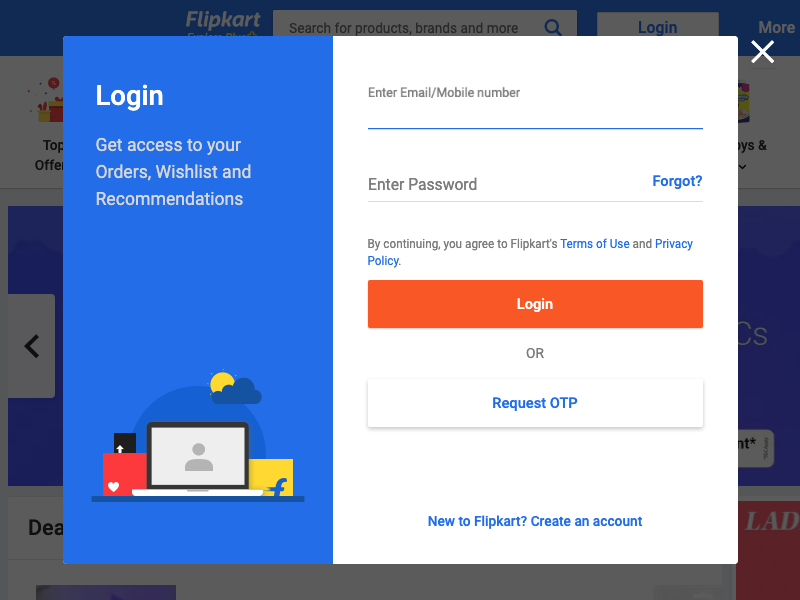 Flipkart
Explore Plus
Search for products, brands and more
Login
More
Top
Offer
ys &
Login
Get access to your
Orders, Wishlist and
Recommendations
Enter Email/Mobile number
Enter Password
Forgot?
By continuing, you agree to Flipkart's Terms of Use and Privacy
Policy.
Login
OR
Request OTP
New to Flipkart? Create an account
Cs
nt*
Dea
LAD